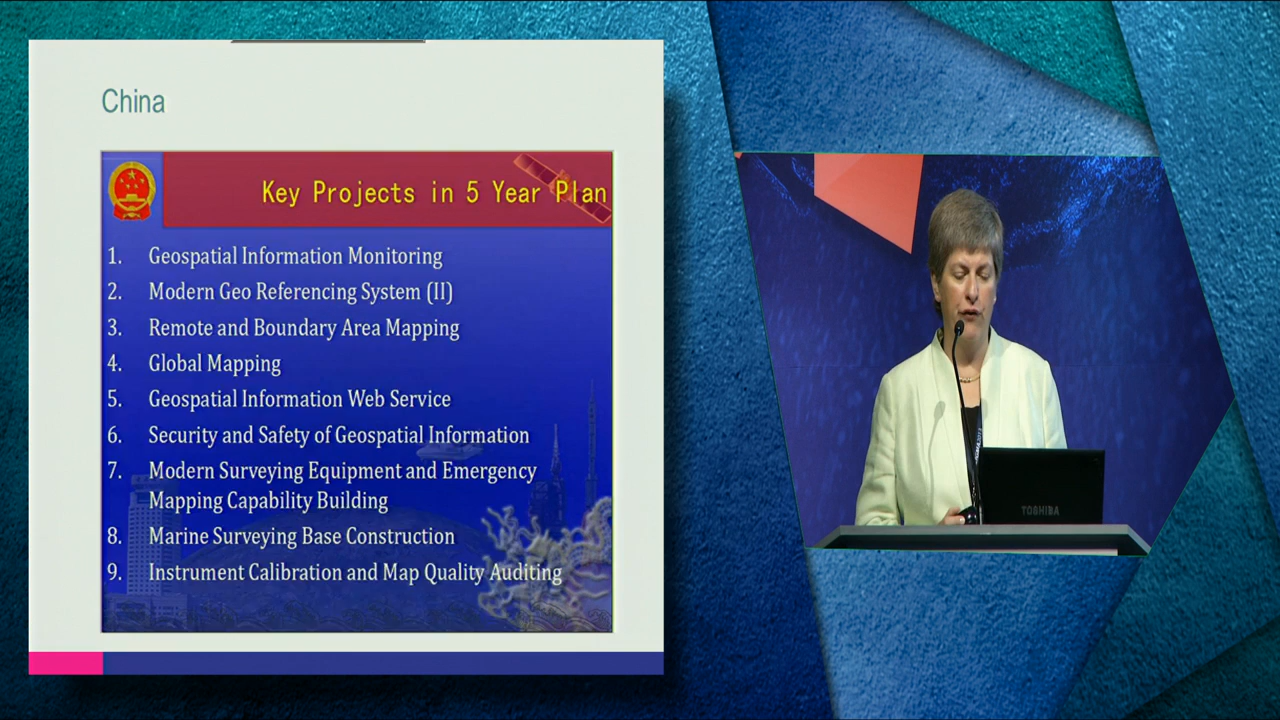 China
Key Projects in 5 Year Plan
1. Geospatial Information Monitoring
2. Modern Geo Referencing System (II)
3. Remote and Boundary Area Mapping
4. Global Mapping
5. Geospatial Information Web Service
6. Security and Safety of Geospatial Information
7. Modern Surveying Equipment and Emergency
Mapping Capability Building
8. Marine Surveying Base Construction
9. Instrument Calibration and Map Quality Auditing
TOSHIBA